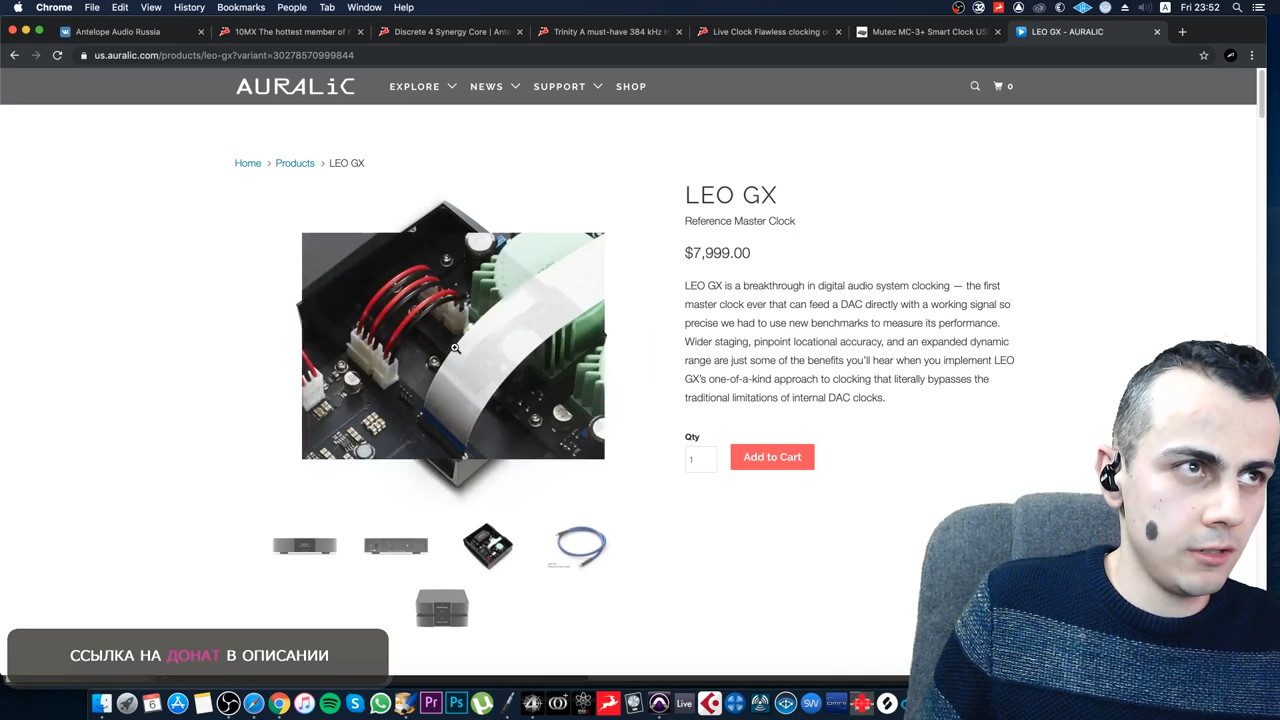 Chrome File Edit View History Bookmarks People Tab Window Help Fri 23:52
Antelope Audio Russia × 10MX The hottest member of × Discrete 4 Synergy Core | Ant × Trinity A must-have 384 kHz × Live Clock Flawless clocking × Mutec MC-3+ Smart Clock US × LEO GX - AURALIC ×
us.auralic.com/products/leo-gx?variant=30278570999844
AURALiC EXPLORE NEWS SUPPORT SHOP 0
Home > Products > LEO GX
LEO GX
Reference Master Clock
$7,999.00
LEO GX is a breakthrough in digital audio system clocking — the first
master clock ever that can feed a DAC directly with a working signal so
precise we had to use new benchmarks to measure its performance.
Wider staging, pinpoint locational accuracy, and an expanded dynamic
range are just some of the benefits you'll hear when you implement LEO
GX's one-of-a-kind approach to clocking that literally bypasses the
traditional limitations of internal DAC clocks.
Qty
1 Add to Cart
ССЫЛКА НА ДОНАТ В ОПИСАНИИ
Pr Ps Live SW